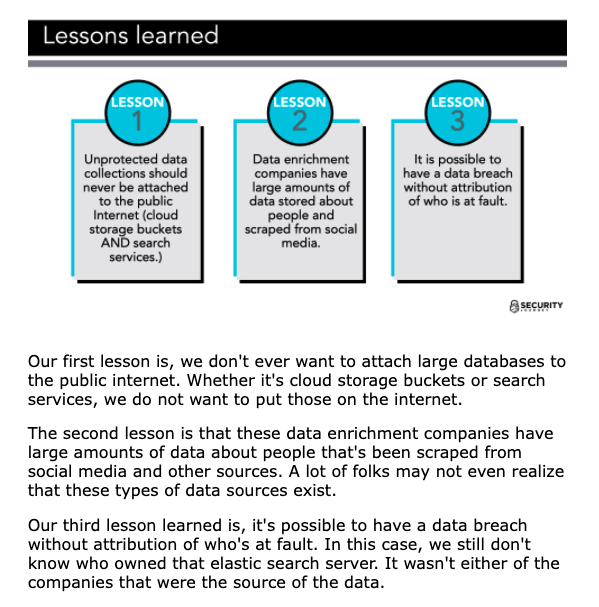 Lessons learned
LESSON
1
Unprotected data
collections should
never be attached
to the public
Internet (cloud
storage buckets
AND search
services.)
LESSON
2
Data enrichment
companies have
large amounts of
data stored about
people and
scraped from social
media.
LESSON
3
It is possible to
have a data breach
without attribution
of who is at fault.
SECURITY
JOURNEY
Our first lesson is, we don't ever want to attach large databases to
the public internet. Whether it's cloud storage buckets or search
services, we do not want to put those on the internet.
The second lesson is that these data enrichment companies have
large amounts of data about people that's been scraped from
social media and other sources. A lot of folks may not even realize
that these types of data sources exist.
Our third lesson learned is, it's possible to have a data breach
without attribution of who's at fault. In this case, we still don't
know who owned that elastic search server. It wasn't either of the
companies that were the source of the data.